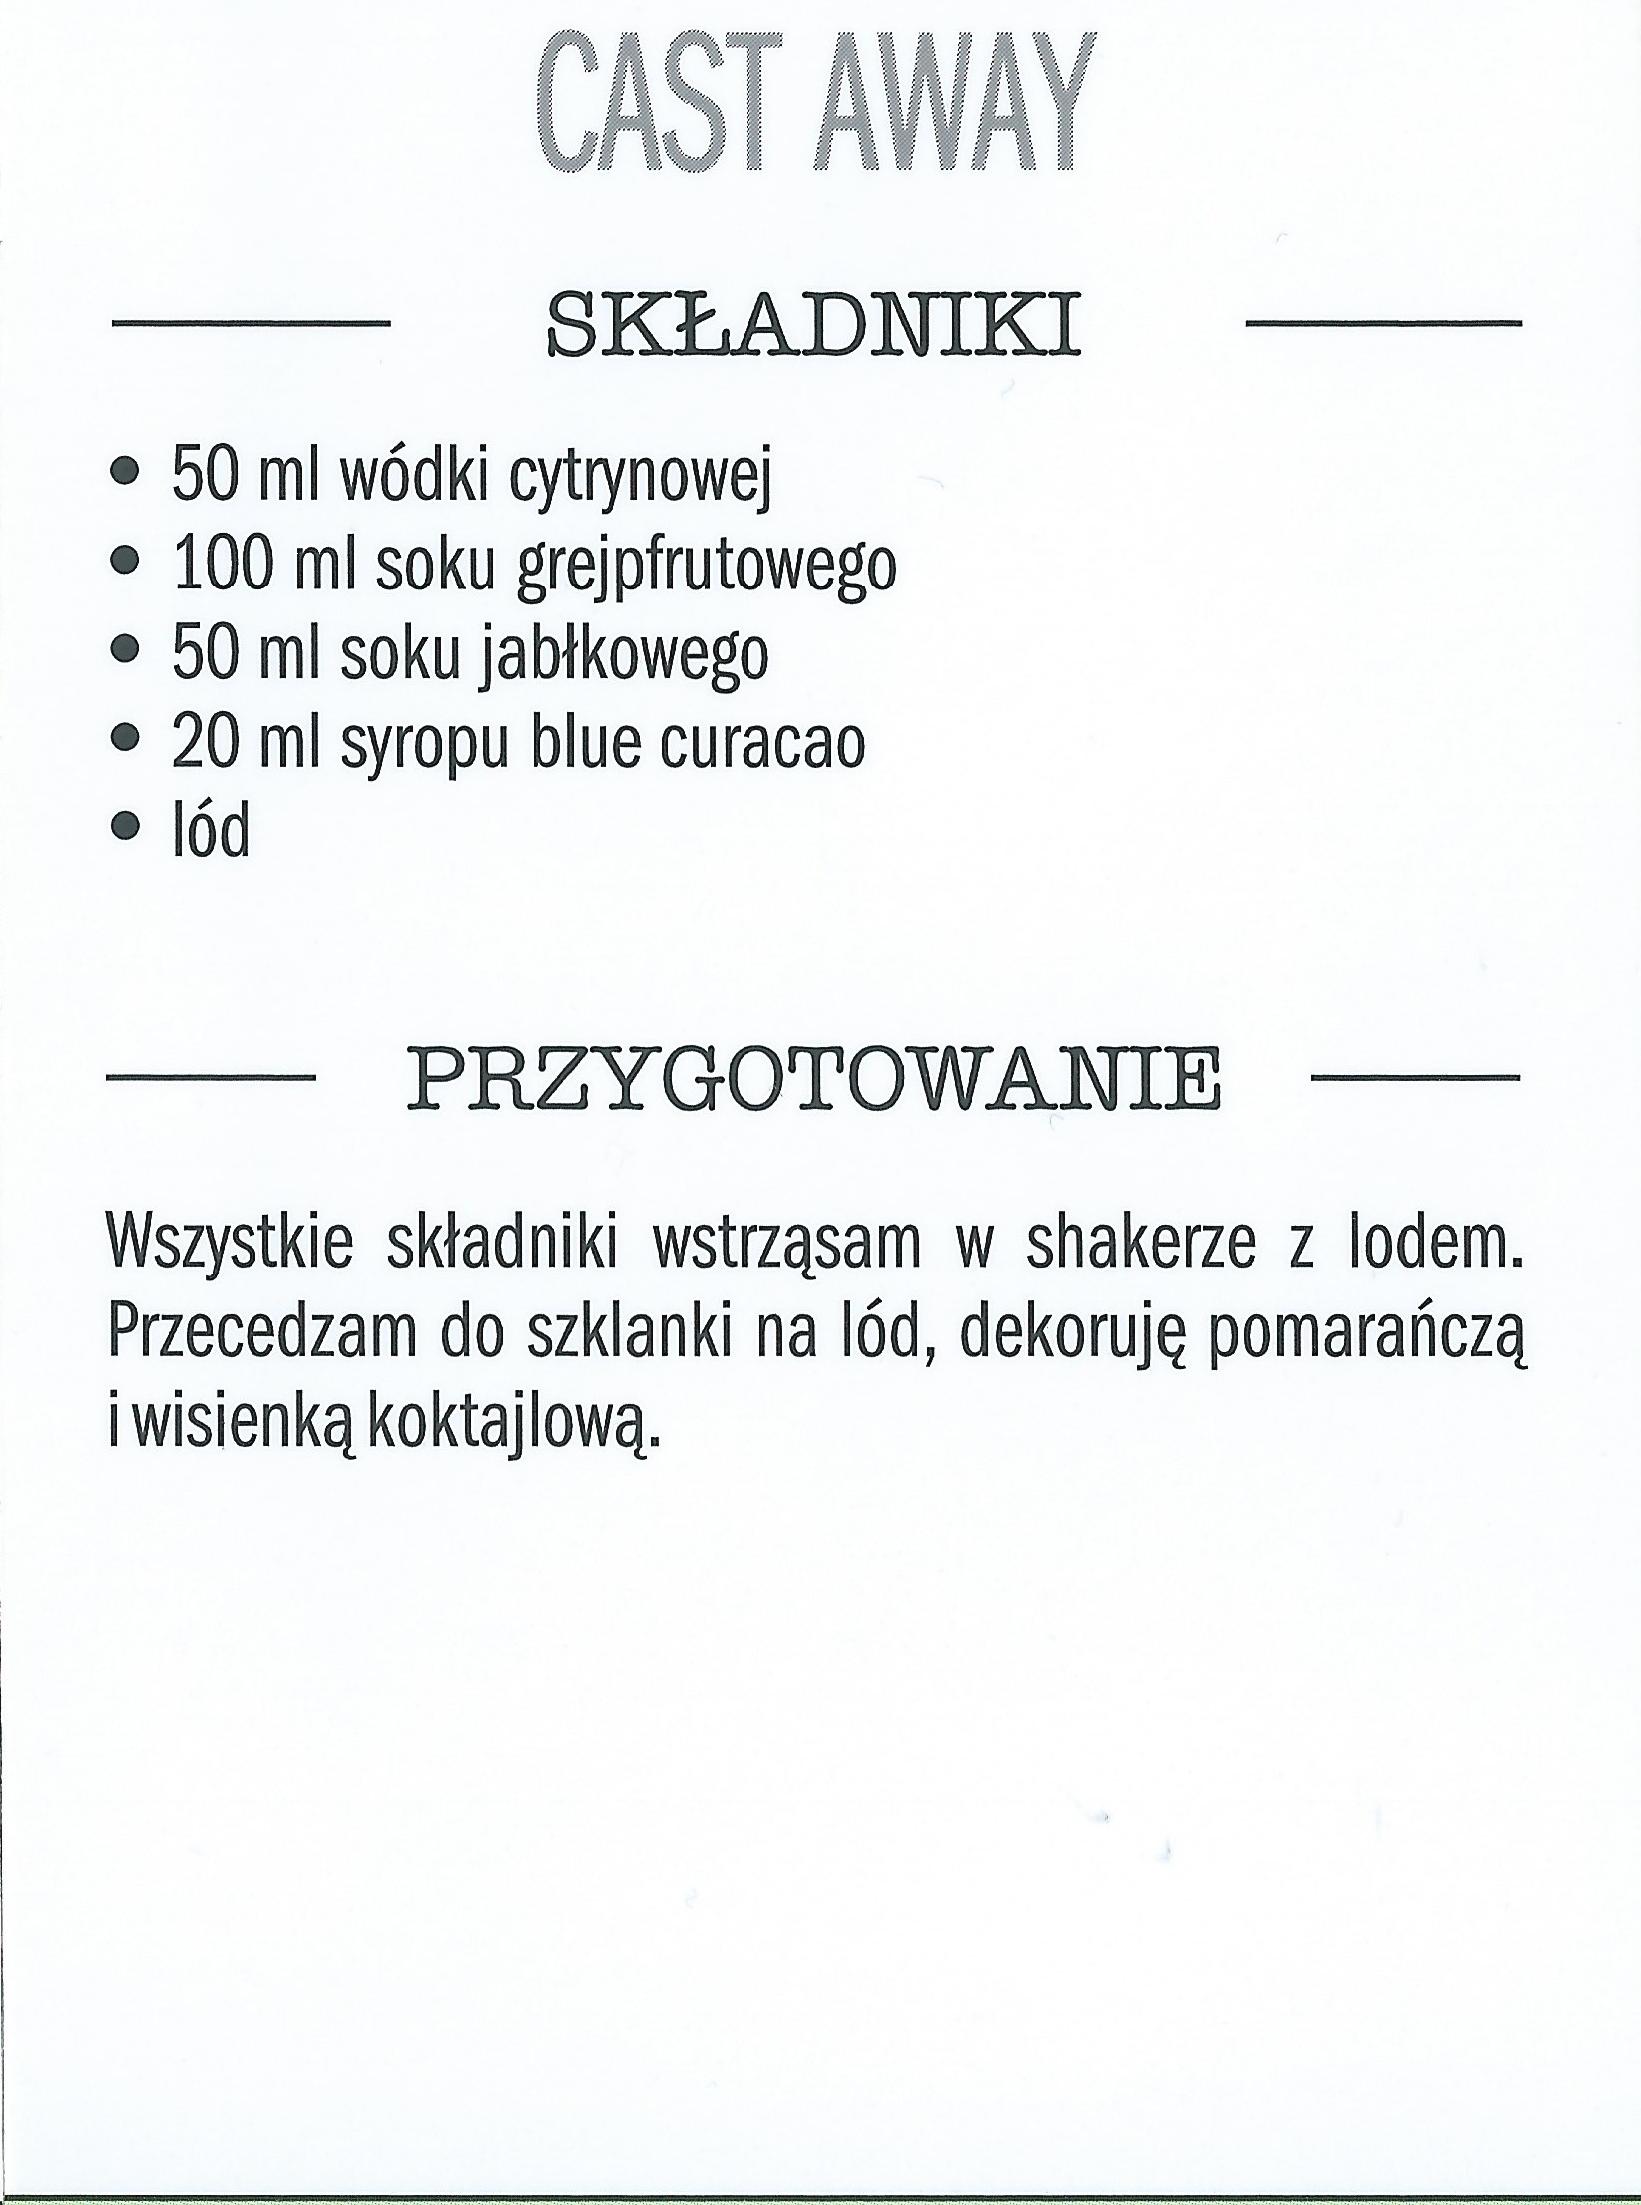 CAST AWAY
SKŁADNIKI
• 50 ml wódki cytrynowej
• 100 ml soku grejpfrutowego
• 50 ml soku jabłkowego
• 20 ml syropu blue curacao
• lód
PRZYGOTOWANIE
Wszystkie składniki wstrząsam w shakerze z lodem.
Przecedzam do szklanki na lód, dekoruję pomarańczą
i wisienką koktajlową.